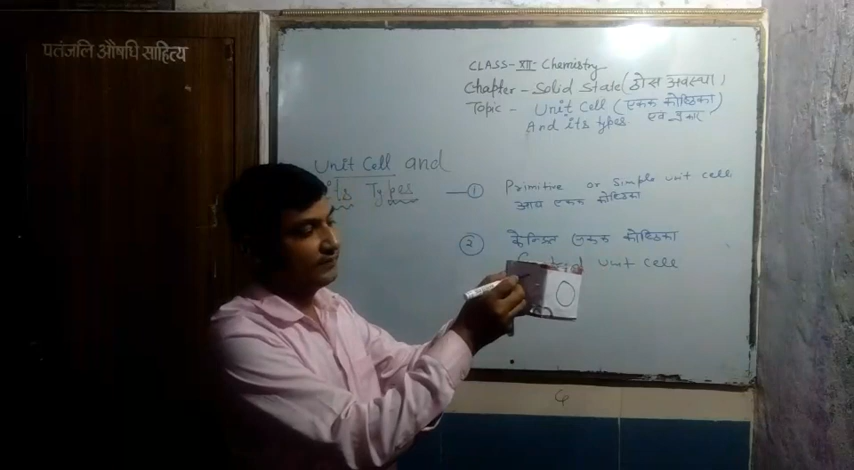 पतंजलि औषधि साहित्य
CLASS-XII-Chemistry
Chapter - Solid State (ठोस अवस्था)
Topic - Unit Cell (एकक कोष्ठिका)
And its types एवं प्रकार
Unit Cell and
its Types
1 Primitive or Simple unit cell
आद्य एकक कोष्ठिका
2 केन्द्रित एकक कोष्ठिका
unit cell